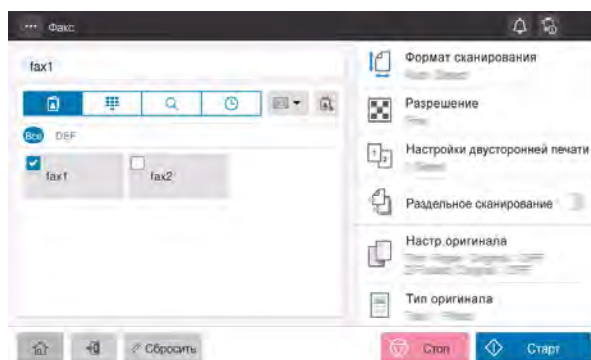 Факс
fax1
Все DEF
fax1
fax2
Формат сканирования
Разрешение
Настройки двусторонней печати
Раздельное сканирование
Настр.оригинала
Тип оригинала
Сбросить
Стоп
Старт